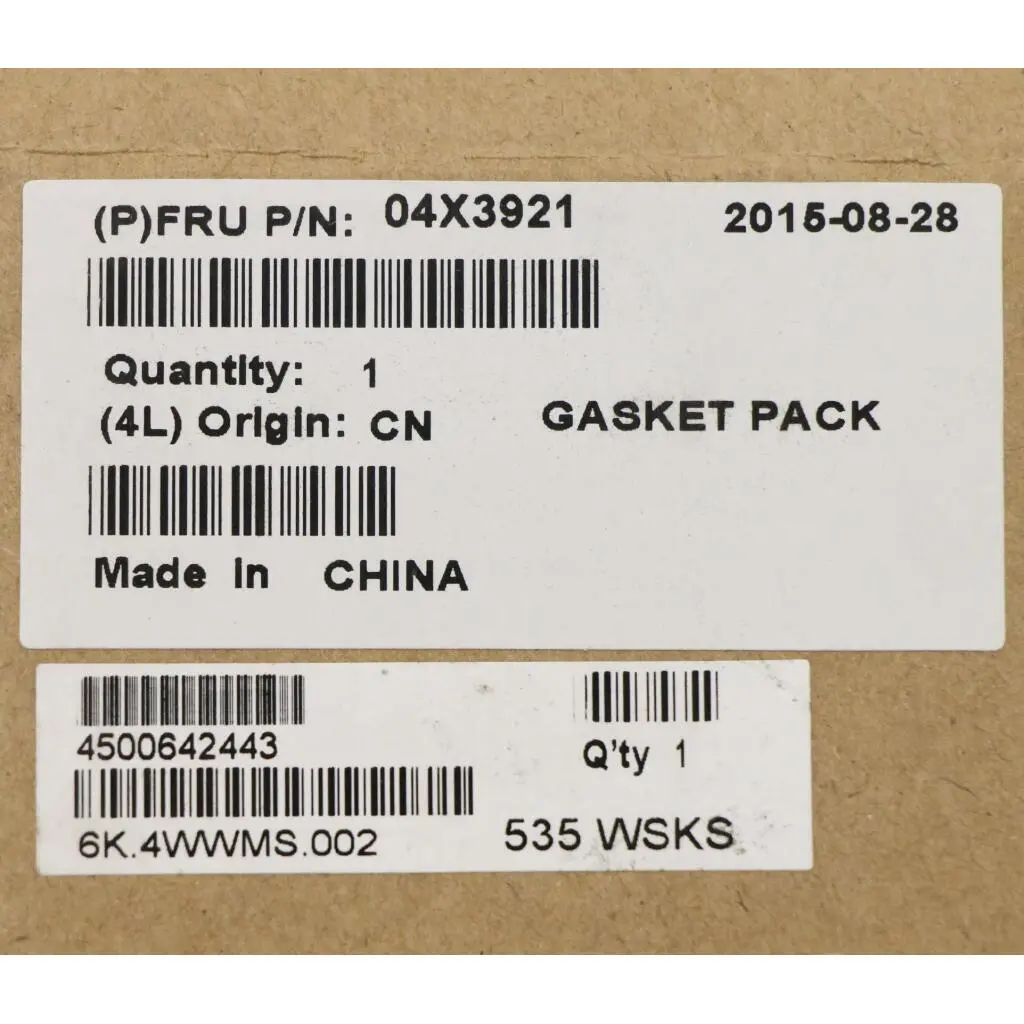 (P)FRU P/N: 04X3921 2015-08-28
Quantity: 1
(4L) Origin: CN GASKET PACK
Made in CHINA
4500642443
Q'ty 1
6K.4WWMS.002
535 WSKS